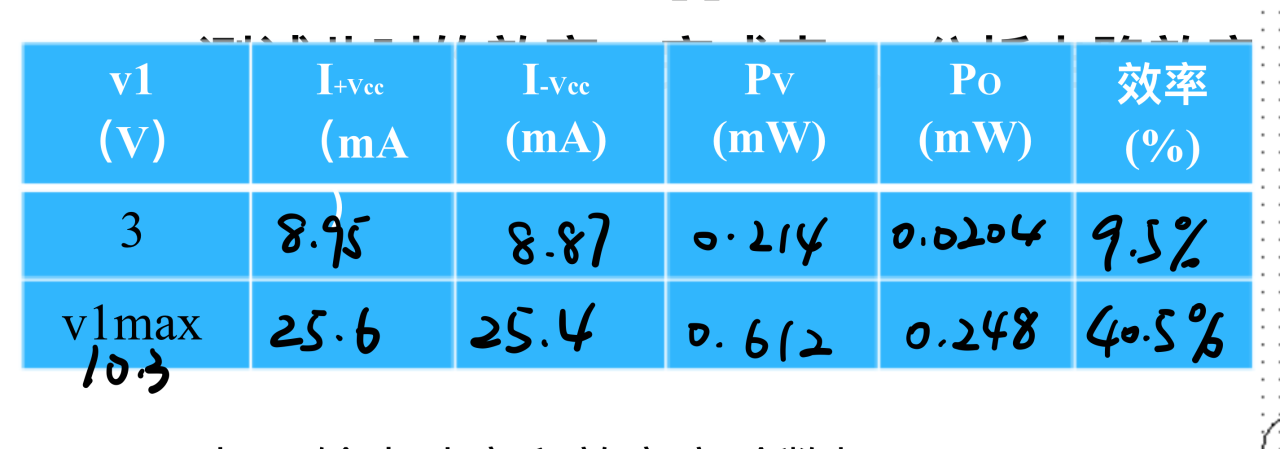 v1 I+Vcc I-Vcc PV PO 效率
(V) (mA (mA) (mW) (mW) (%)
)
3 8.95 8.87 0.214 0.0204 9.5%
v1max 25.6 25.4 0.612 0.248 40.5%
10.3